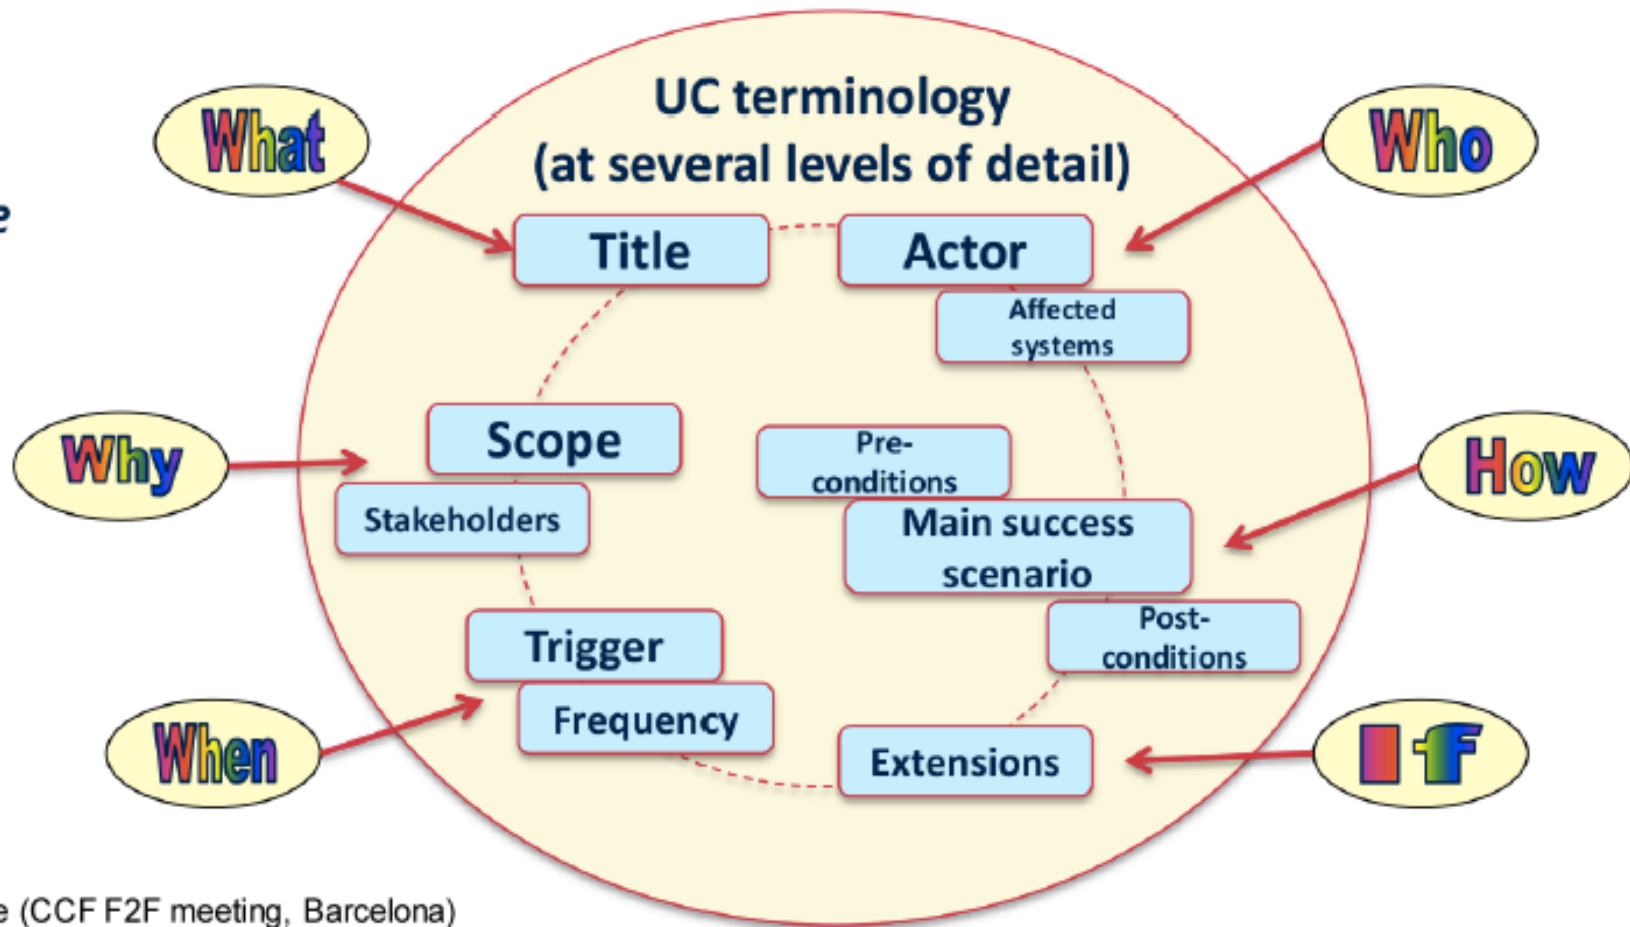 UC terminology
(at several levels of detail)
What
Who
e
Title
Actor
Affected
systems
Why
Scope
Stakeholders
Pre-
conditions
Main success
scenario
How
Post-
conditions
Trigger
Frequency
When
Extensions
If
e (CCF F2F meeting, Barcelona)